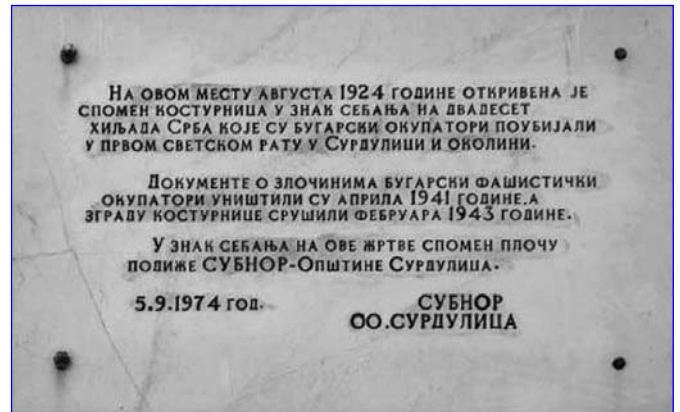 На овом месту августа 1924 године откривена је
спомен костурница у знак сећања на двадесет
хиљада Срба које су бугарски окупатори поубијали
у првом светском рату у Сурдулици и околини.
Документе о злочинима бугарски фашистички
окупатори уништили су априла 1941 године.а
зграду костурнице срушили фебруара 1943 године.
У знак сећања на ове жртве спомен плочу
подиже СУБНОР-Општине Сурдулица.
5.9.1974 год.
СУБНОР
ОО.СУРДУЛИЦА